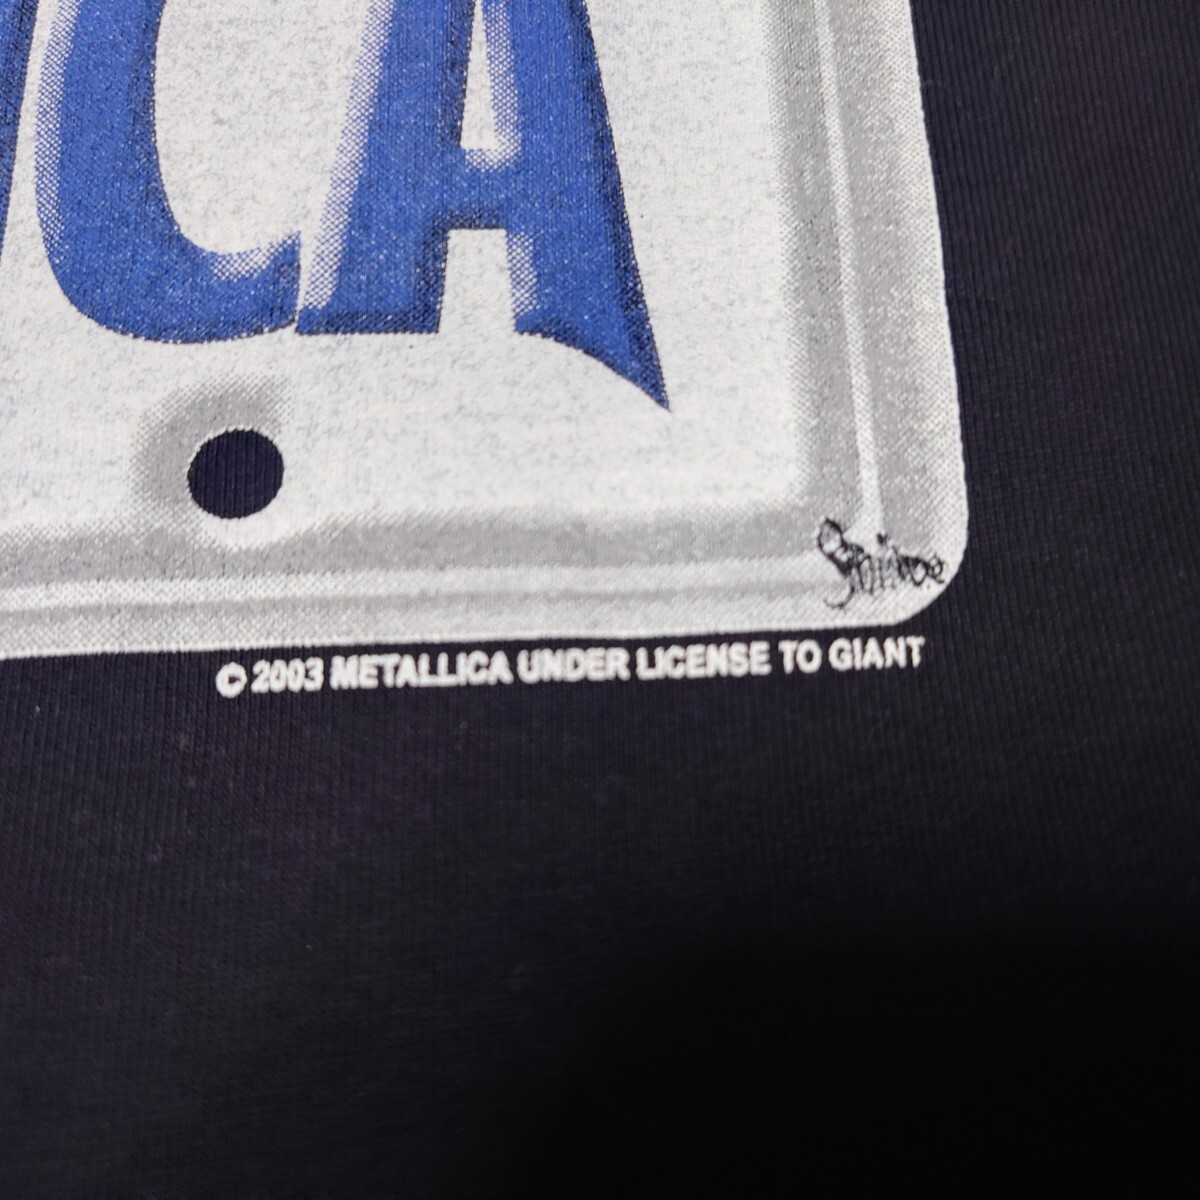 ICA
© 2003 METALLICA UNDER LICENSE TO GIANT